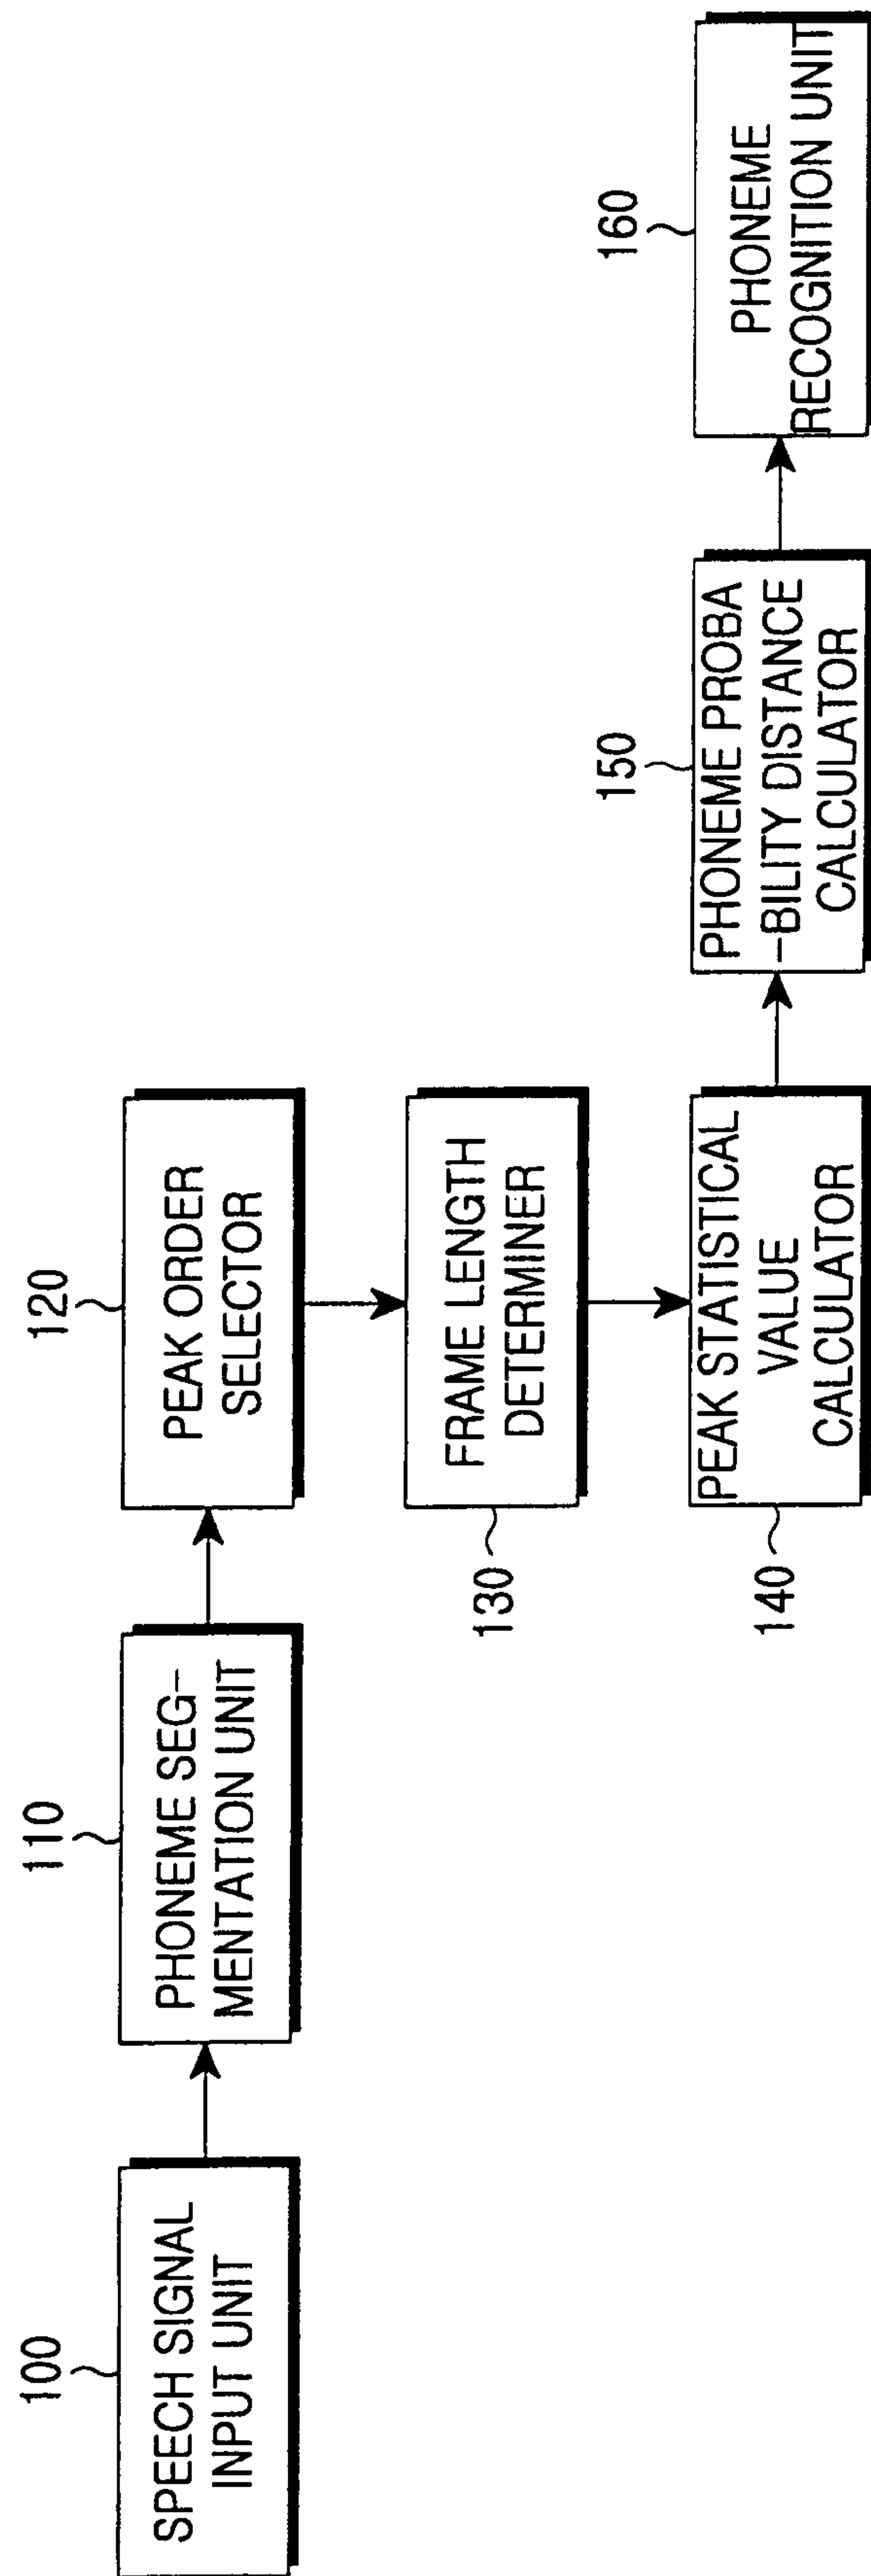 100
SPEECH SIGNAL
INPUT UNIT
110
PHONEME SEG-
MENTATION UNIT
120
PEAK ORDER
SELECTOR
130
FRAME LENGTH
DETERMINER
140
PEAK STATISTICAL
VALUE
CALCULATOR
150
PHONEME PROBA
-BILITY DISTANCE
CALCULATOR
160
PHONEME
RECOGNITION UNIT